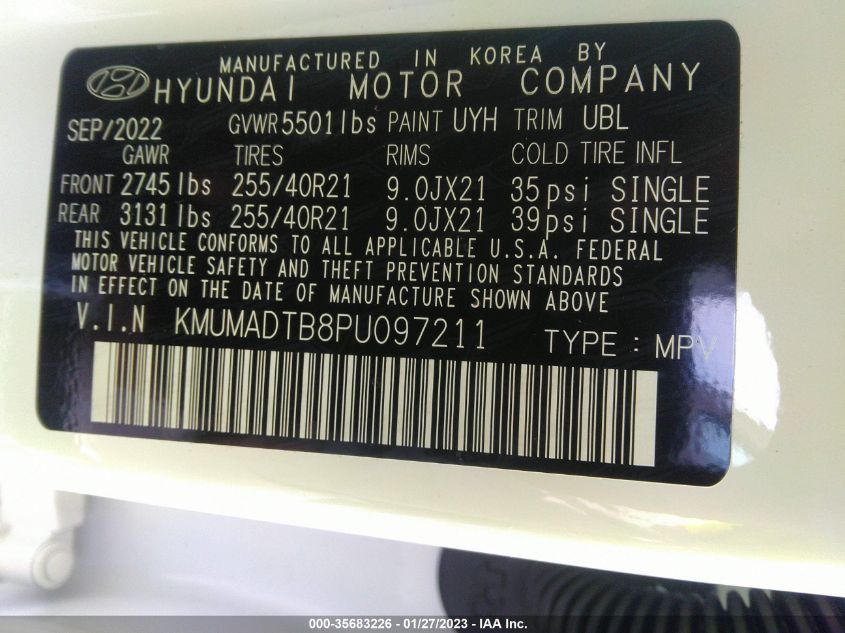 MANUFACTURED IN KOREA BY
HYUNDAI MOTOR COMPANY
SEP/2022 GVWR 5501lbs PAINT UYH TRIM UBL
GAWR TIRES RIMS COLD TIRE INFL
FRONT 2745 lbs 255/40R21 9.0JX21 35psi SINGLE
REAR 3131 lbs 255/40R21 9.0JX21 39psi SINGLE
THIS VEHICLE CONFORMS TO ALL APPLICABLE U.S.A. FEDERAL
MOTOR VEHICLE SAFETY AND THEFT PREVENTION STANDARDS
IN EFFECT ON THE DATE OF MANUFACTURE SHOWN ABOVE
V.I.N KMUMADTB8PU097211 TYPE : MPV
000-35683226 - 01/27/2023 - IAA Inc.